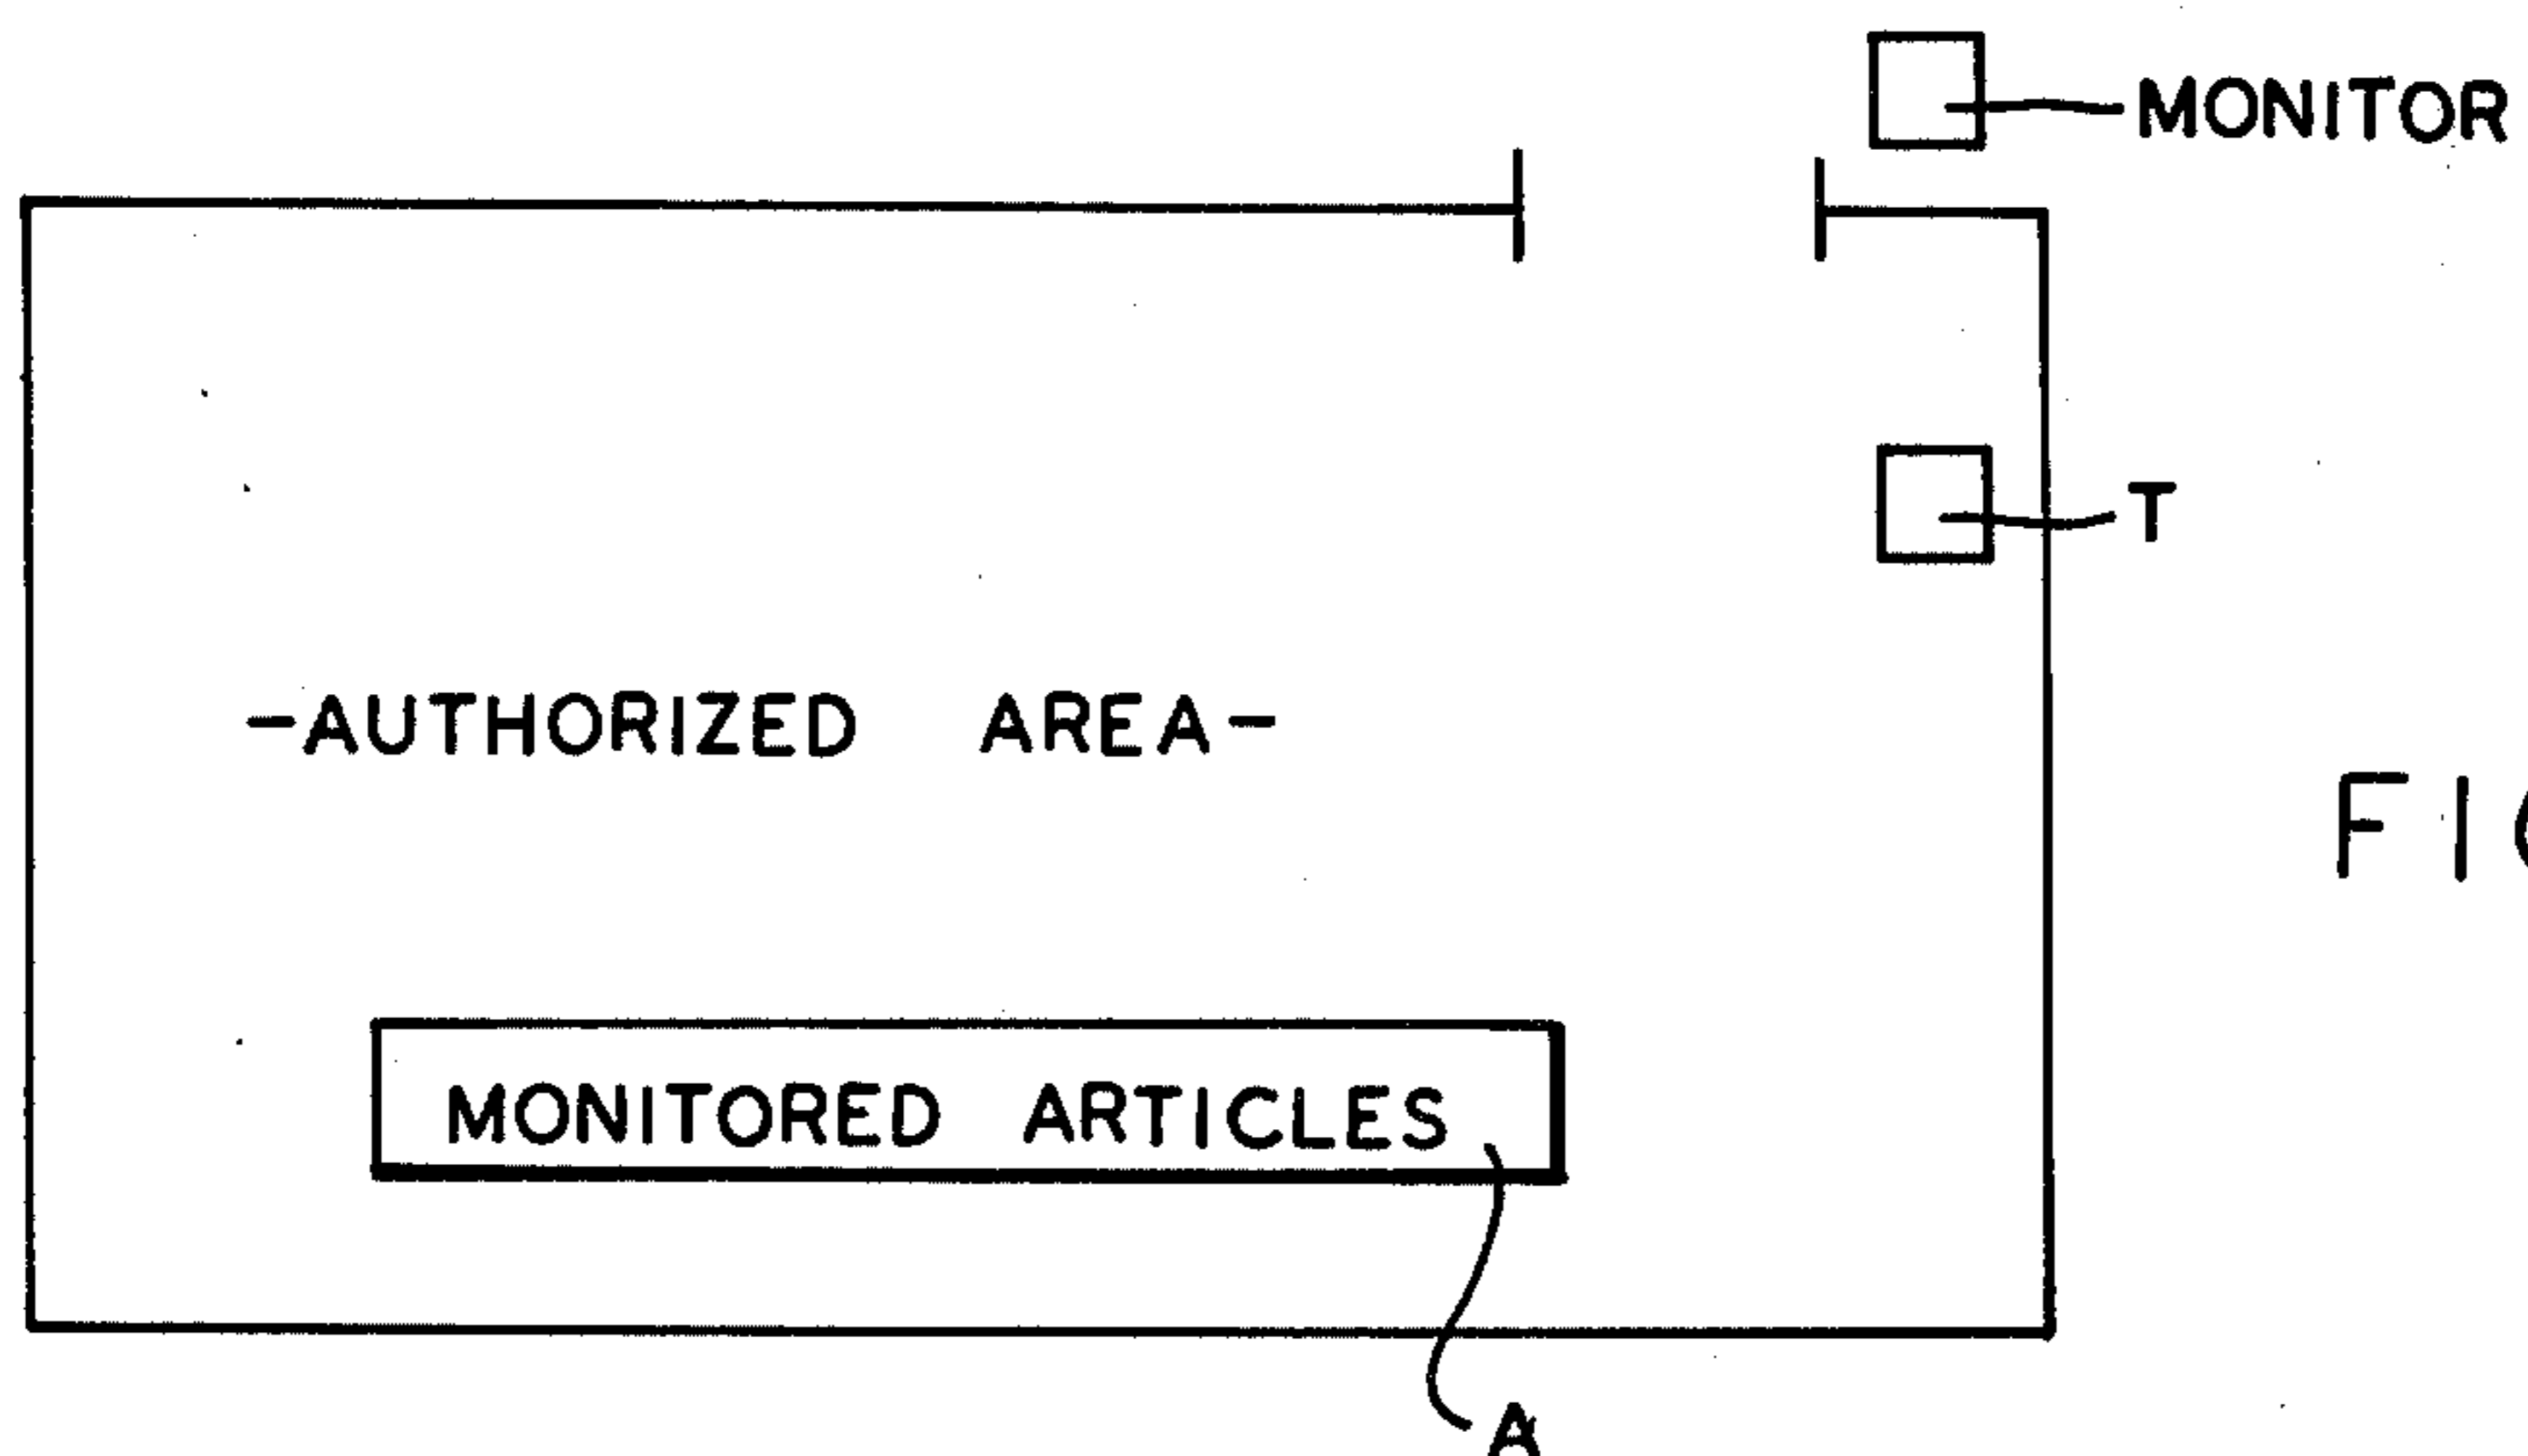 MONITOR
T
-AUTHORIZED AREA-
MONITORED ARTICLES
A